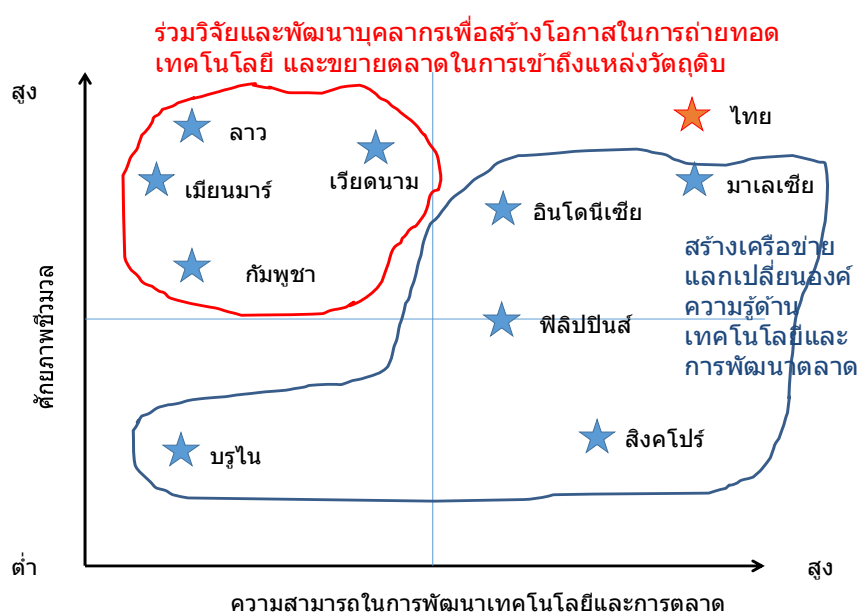 ร่วมวิจัยและพัฒนาบุคลากรเพื่อสร้างโอกาสในการถ่ายทอด
เทคโนโลยี และขยายตลาดในการเข้าถึงแหล่งวัตถุดิบ
สูง
ลาว
ไทย
เมียนมาร์
เวียดนาม
มาเลเซีย
อินโดนีเซีย
กัมพูชา
สร้างเครือข่าย
แลกเปลี่ยนองค์
ความรู้ด้าน
เทคโนโลยีและ
การพัฒนาตลาด
ฟิลิปปินส์
ศักยภาพชีวมวล
สิงคโปร์
บรูไน
ต่ำ
สูง
ความสามารถในการพัฒนาเทคโนโลยีและการตลาด